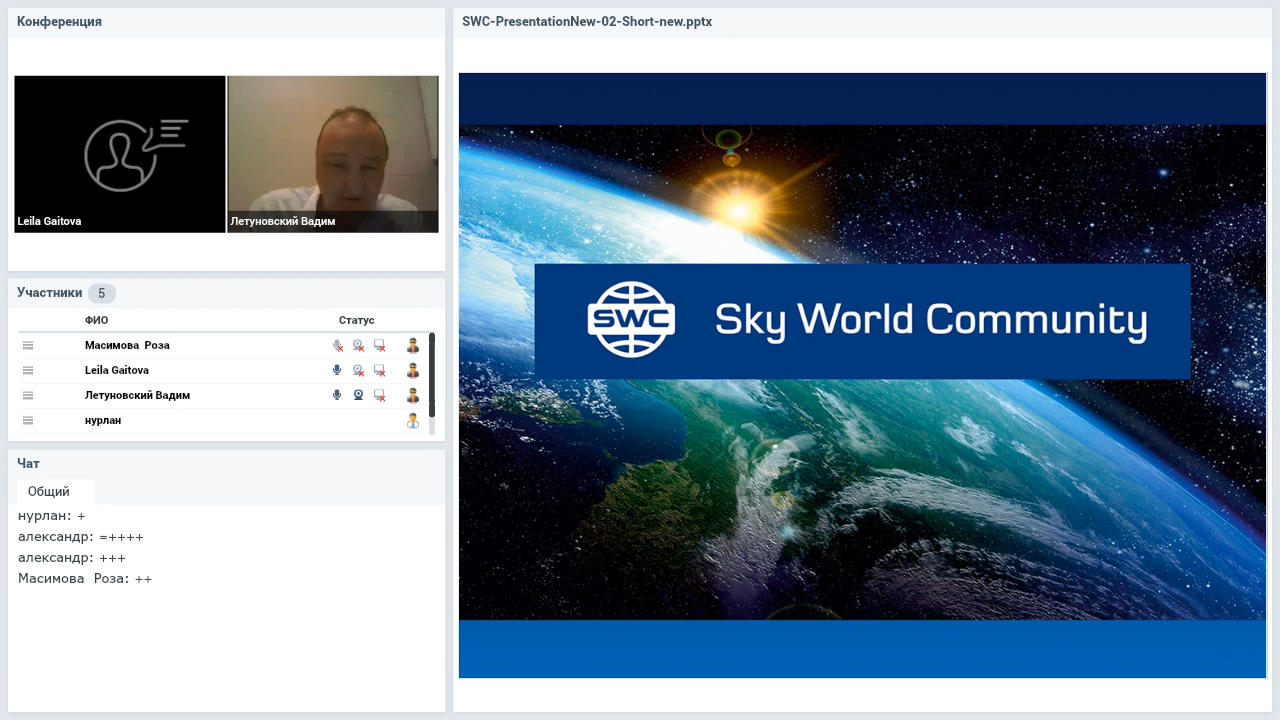 Конференция
Leila Gaitova
Летуновский Вадим
Участники 5
ФИО Статус
Масимова Роза
Leila Gaitova
Летуновский Вадим
нурлан
Чат
Общий
нурлан: +
александр: =++++
александр: +++
Масимова Роза: ++
SWC-PresentationNew-02-Short-new.pptx
SWC Sky World Community